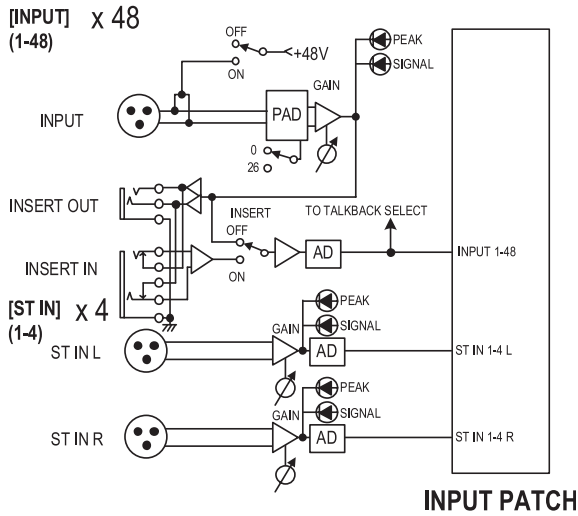 [INPUT] x 48
(1-48)
OFF
+48V
ON
PEAK
SIGNAL
GAIN
INPUT
PAD
0
26
INSERT OUT
INSERT
OFF
TO TALKBACK SELECT
AD
INPUT 1-48
INSERT IN
ON
[ST IN] x 4
(1-4)
PEAK
SIGNAL
GAIN
ST IN L
AD
ST IN 1-4 L
PEAK
SIGNAL
GAIN
ST IN R
AD
ST IN 1-4 R
INPUT PATCH